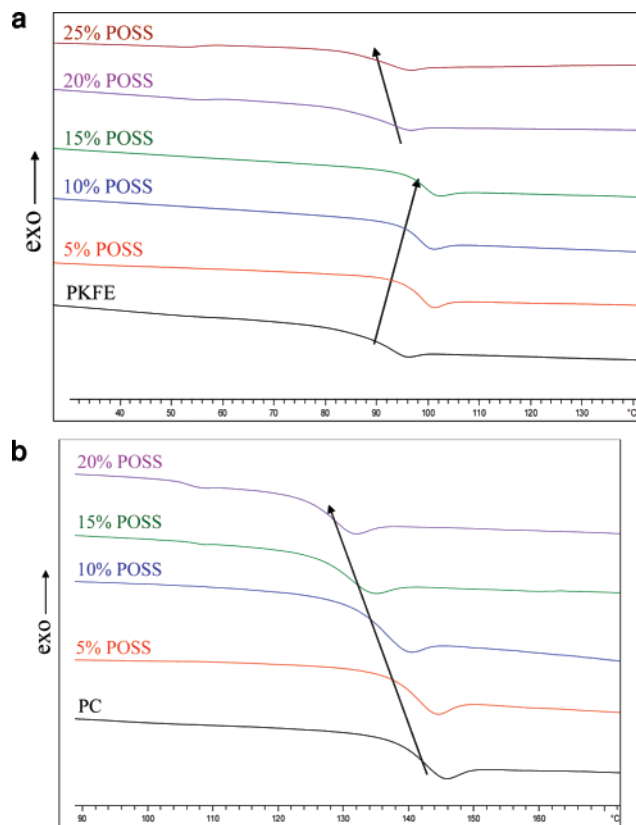 a
25% POSS
20% POSS
15% POSS
10% POSS
5% POSS
PKFE
exo
40 50 60 70 80 90 100 110 120 130 °C
b
20% POSS
15% POSS
10% POSS
5% POSS
PC
exo
90 100 110 120 130 140 150 160 °C